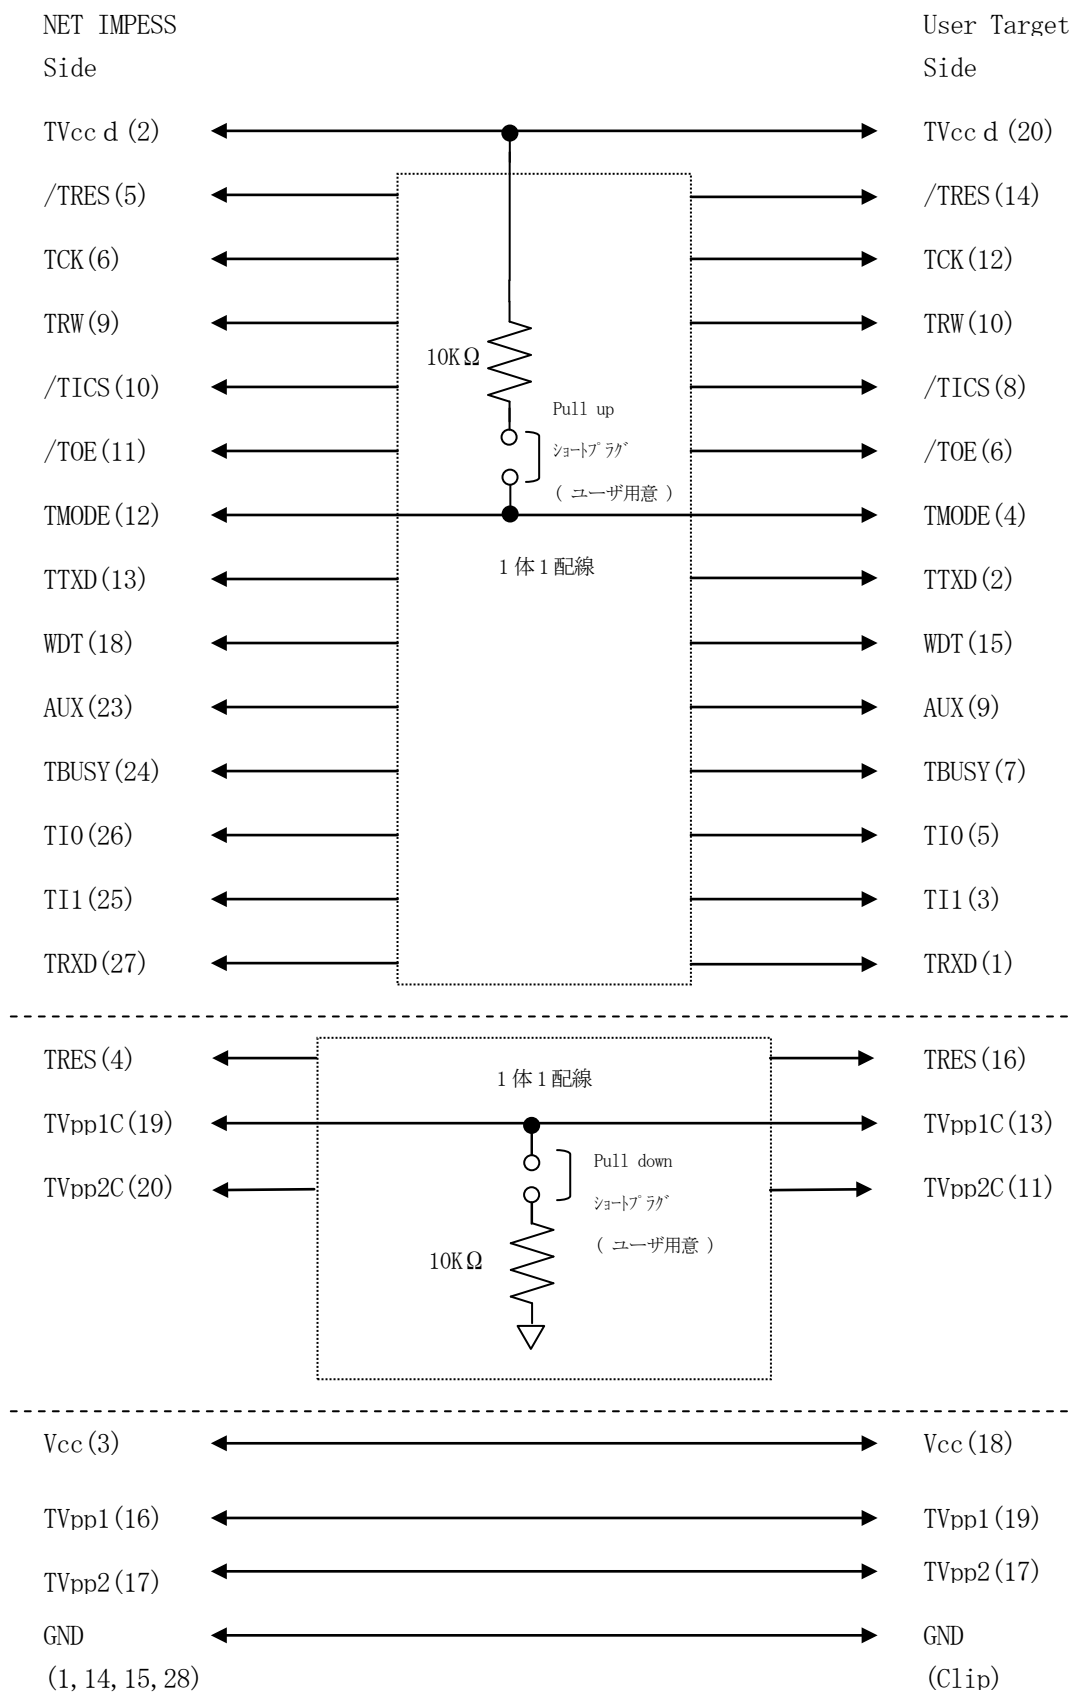 NET IMPESS
Side
User Target
Side
TVccｄ(2)
TVccｄ(20)
/TRES(5)
/TRES(14)
TCK(6)
TCK(12)
TRW(9)
TRW(10)
10KΩ
/TICS(10)
/TICS(8)
Pull up
ｼｮｰﾄﾌﾟﾗｸﾞ
( ユーザ用意 )
/TOE(11)
/TOE(6)
TMODE(12)
TMODE(4)
1体1配線
TTXD(13)
TTXD(2)
WDT(18)
WDT(15)
AUX(23)
AUX(9)
TBUSY(24)
TBUSY(7)
TI0(26)
TI0(5)
TI1(25)
TI1(3)
TRXD(27)
TRXD(1)
TRES(4)
TRES(16)
1体1配線
TVpp1C(19)
TVpp1C(13)
TVpp2C(20)
TVpp2C(11)
Pull down
ｼｮｰﾄﾌﾟﾗｸﾞ
( ユーザ用意 )
10KΩ
Vcc(3)
Vcc(18)
TVpp1(16)
TVpp1(19)
TVpp2(17)
TVpp2(17)
GND
(1,14,15,28)
GND
(Clip)